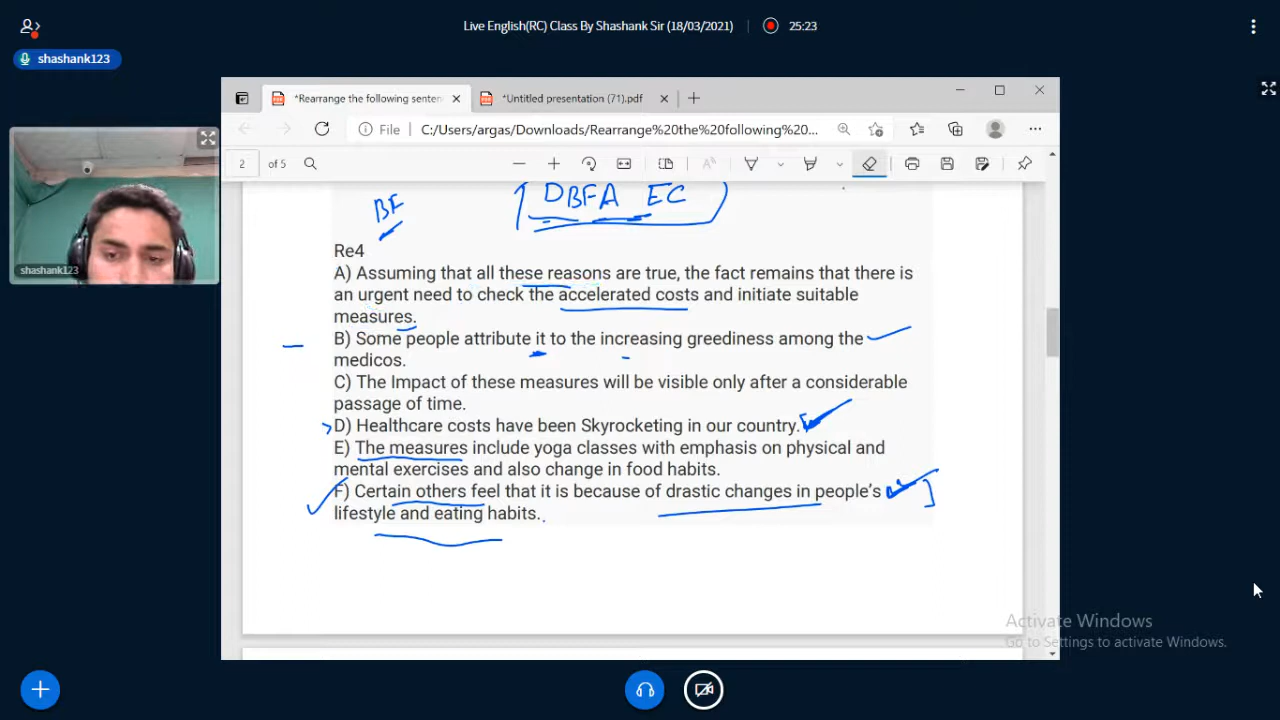 Live English(RC) Class By Shashank Sir (18/03/2021)
25:23
shashank123
*Rearrange the following senten
*Untitled presentation (71).pdf
File
C:/Users/argas/Downloads/Rearrange%20the%20following%20...
2
of 5
DBFA EC
BF
Re4
A) Assuming that all these reasons are true, the fact remains that there is
an urgent need to check the accelerated costs and initiate suitable
measures.
B) Some people attribute it to the increasing greediness among the
medicos.
C) The Impact of these measures will be visible only after a considerable
passage of time.
D) Healthcare costs have been Skyrocketing in our country.
E) The measures include yoga classes with emphasis on physical and
mental exercises and also change in food habits.
F) Certain others feel that it is because of drastic changes in people's
lifestyle and eating habits.
shashank123
Activate Windows
Go to Settings to activate Windows.